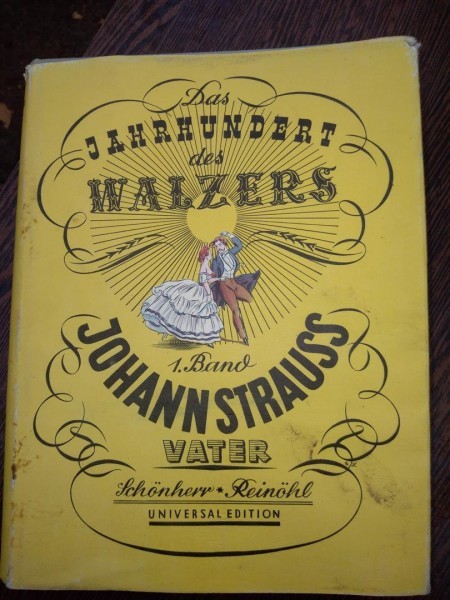 Das
JAHRHUNDERT
des
WALZERS
1. Band
JOHANN STRAUSS
VATER
Schönherr * Reinöhl
UNIVERSAL EDITION